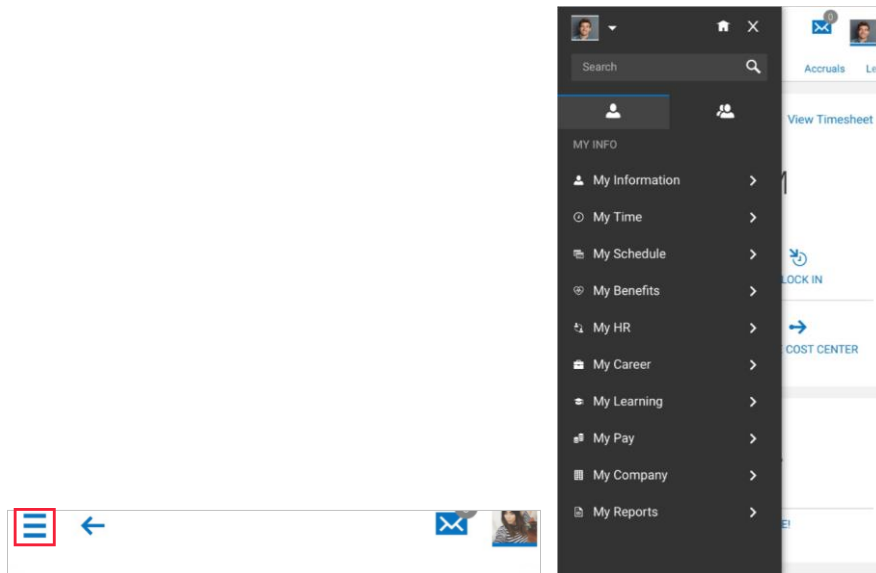 0
Search
Accruals Le
View Timesheet
MY INFO
My Information
My Time
My Schedule
LOCK IN
My Benefits
My HR
COST CENTER
My Career
My Learning
My Pay
My Company
My Reports
E!